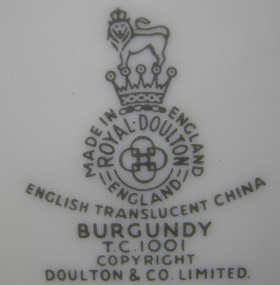 MADE IN ENGLAND
ROYAL·DOULTON
ENGLAND
ENGLISH TRANSLUCENT CHINA
BURGUNDY
T.C.1001
COPYRIGHT
DOULTON & CO. LIMITED.